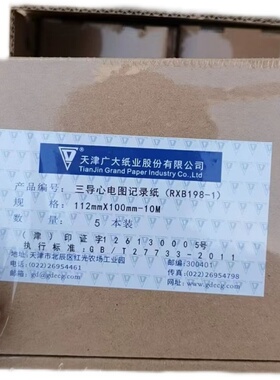 天津广大纸业股份有限公司
TianJin Grand Paper Industry Co.,Ltd
产品编号: 三导心电图记录纸(RXB198-1)
规 格: 112mmX100mm-10M
数 量: 5 本装
(津) 印证字126130005号
执行标准:GB/T27733-2011
地址:天津市北辰区红光农场工业园 邮编:300401
电话:(022)26954461 传真:(022)26954798